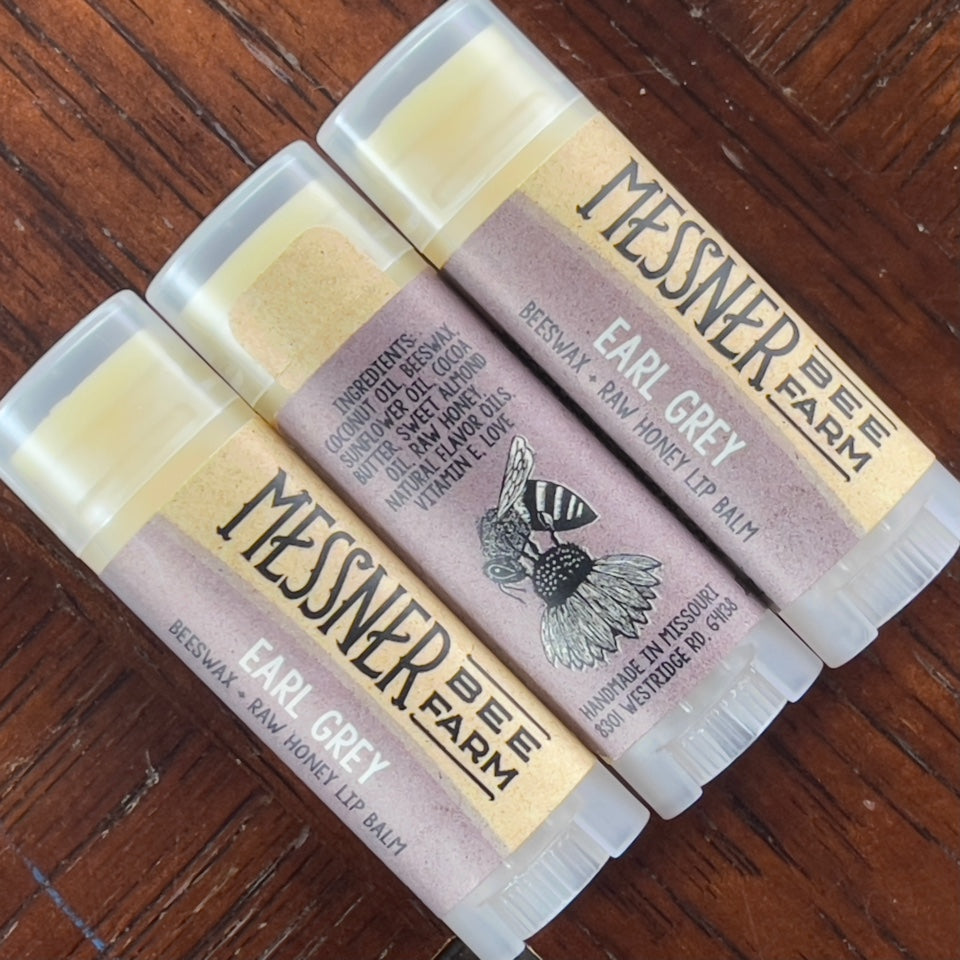 MESSNER
BEE
FARM
EARL GREY
BEESWAX + RAW HONEY LIP BALM
INGREDIENTS:
COCONUT OIL, BEESWAX,
SUNFLOWER OIL, COCOA
BUTTER, SWEET ALMOND
OIL, RAW HONEY,
NATURAL FLAVOR OILS,
VITAMIN E, LOVE
HANDMADE IN MISSOURI
8301 WESTRIDGE RD 64138
MESSNER
BEE
FARM
EARL GREY
BEESWAX + RAW HONEY LIP BALM